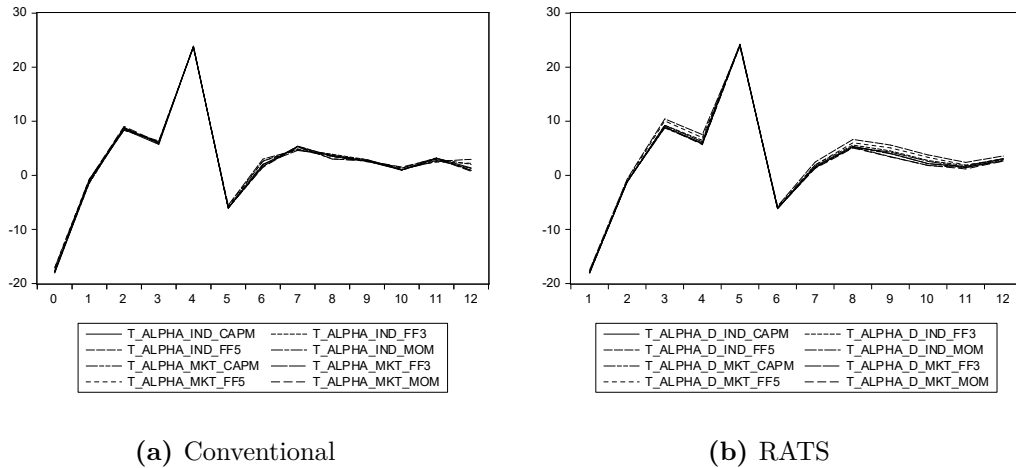 30
20
10
0
-10
-20
0 1 2 3 4 5 6 7 8 9 10 11 12
T_ALPHA_IND_CAPM T_ALPHA_IND_FF3
T_ALPHA_IND_FF5 T_ALPHA_IND_MOM
T_ALPHA_MKT_CAPM T_ALPHA_MKT_FF3
T_ALPHA_MKT_FF5 T_ALPHA_MKT_MOM
(a) Conventional
30
20
10
0
-10
-20
1 2 3 4 5 6 7 8 9 10 11 12
T_ALPHA_D_IND_CAPM T_ALPHA_D_IND_FF3
T_ALPHA_D_IND_FF5 T_ALPHA_D_IND_MOM
T_ALPHA_D_MKT_CAPM T_ALPHA_D_MKT_FF3
T_ALPHA_D_MKT_FF5 T_ALPHA_D_MKT_MOM
(b) RATS